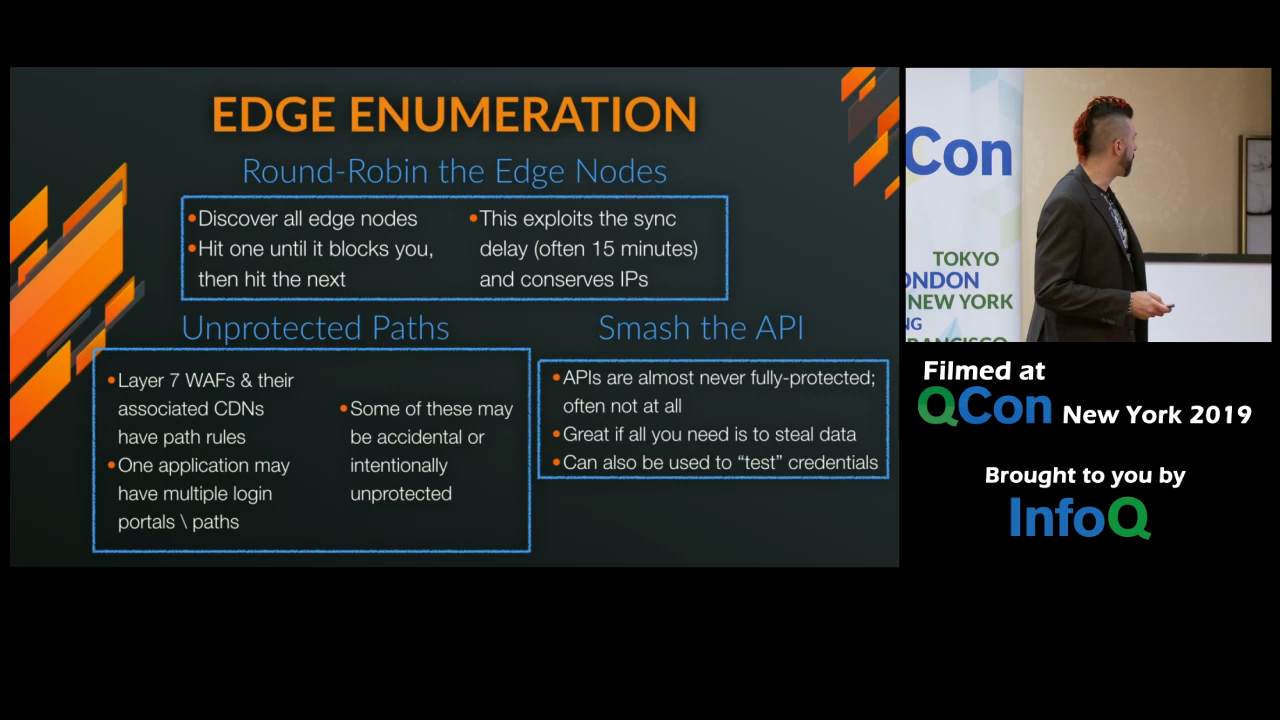 EDGE ENUMERATION
Round-Robin the Edge Nodes
•Discover all edge nodes
•Hit one until it blocks you,
then hit the next
•This exploits the sync
delay (often 15 minutes)
and conserves IPs
Unprotected Paths
•Layer 7 WAFs & their
associated CDNs
have path rules
•One application may
have multiple login
portals \ paths
•Some of these may
be accidental or
intentionally
unprotected
Smash the API
•APIs are almost never fully-protected;
often not at all
•Great if all you need is to steal data
•Can also be used to “test” credentials
Con
TOKYO
ONDON
NEW YORK
NG
RANCISCO
Filmed at
QCon New York 2019
Brought to you by
InfoQ